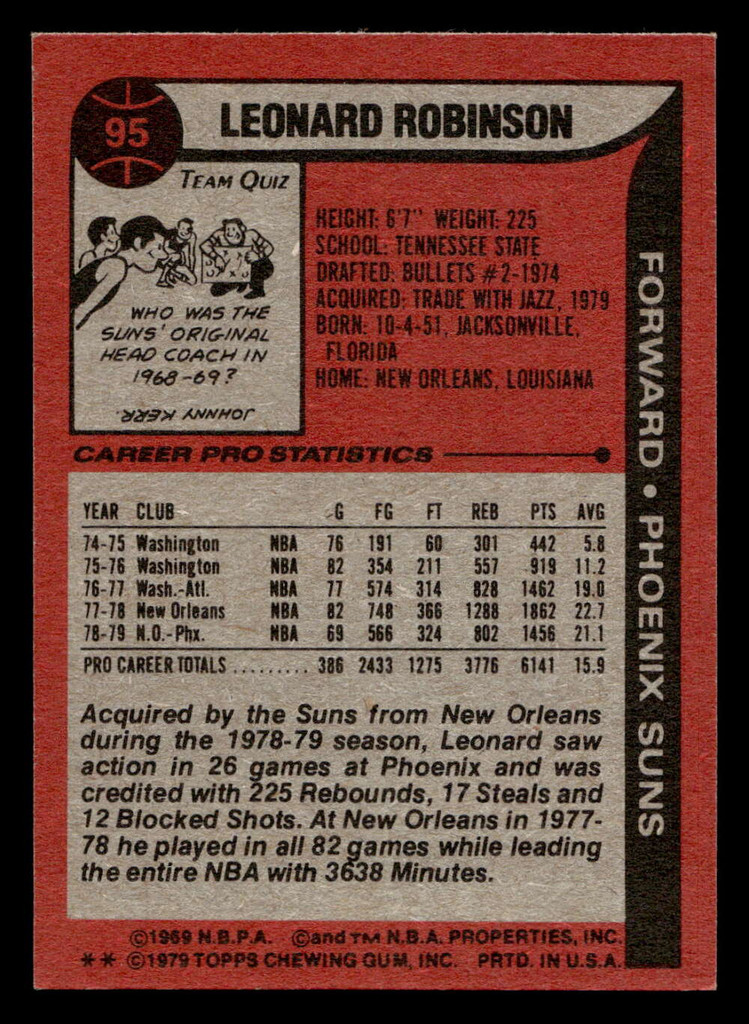 95
LEONARD ROBINSON
TEAM QUIZ
WHO WAS THE
SUNS' ORIGINAL
HEAD COACH IN
1968-69?
JOHNNY KERR.
HEIGHT: 6'7" WEIGHT: 225
SCHOOL: TENNESSEE STATE
DRAFTED: BULLETS #2-1974
ACQUIRED: TRADE WITH JAZZ, 1979
BORN: 10-4-51, JACKSONVILLE,
FLORIDA
HOME: NEW ORLEANS, LOUISIANA
FORWARD • PHOENIX SUNS
CAREER PRO STATISTICS
YEAR CLUB G FG FT REB PTS AVG
74-75 Washington NBA 76 191 60 301 442 5.8
75-76 Washington NBA 82 354 211 557 919 11.2
76-77 Wash.-Atl. NBA 77 574 314 828 1462 19.0
77-78 New Orleans NBA 82 748 366 1288 1862 22.7
78-79 N.O.-Phx. NBA 69 566 324 802 1456 21.1
PRO CAREER TOTALS ......... 386 2433 1275 3776 6141 15.9
Acquired by the Suns from New Orleans
during the 1978-79 season, Leonard saw
action in 26 games at Phoenix and was
credited with 225 Rebounds, 17 Steals and
12 Blocked Shots. At New Orleans in 1977-
78 he played in all 82 games while leading
the entire NBA with 3638 Minutes.
©1969 N.B.P.A. ©and TM N.B.A. PROPERTIES, INC.
** ©1979 TOPPS CHEWING GUM, INC. PRTD. IN U.S.A.